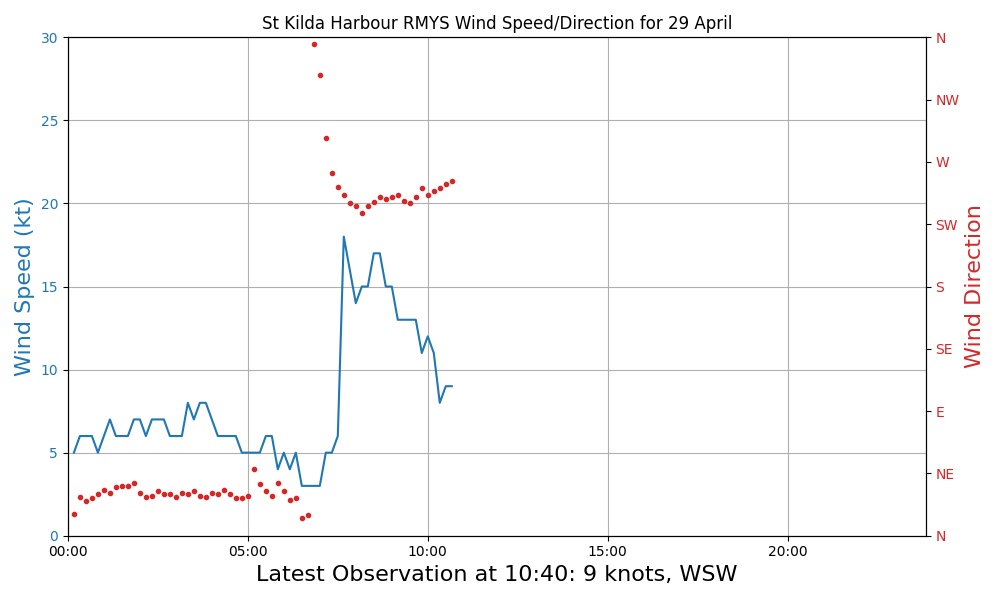 St Kilda Harbour RMYS Wind Speed/Direction for 29 April
30
25
20
15
10
5
0
Wind Speed (kt)
N
NW
W
SW
S
SE
E
NE
N
Wind Direction
00:00 05:00 10:00 15:00 20:00
Latest Observation at 10:40: 9 knots, WSW